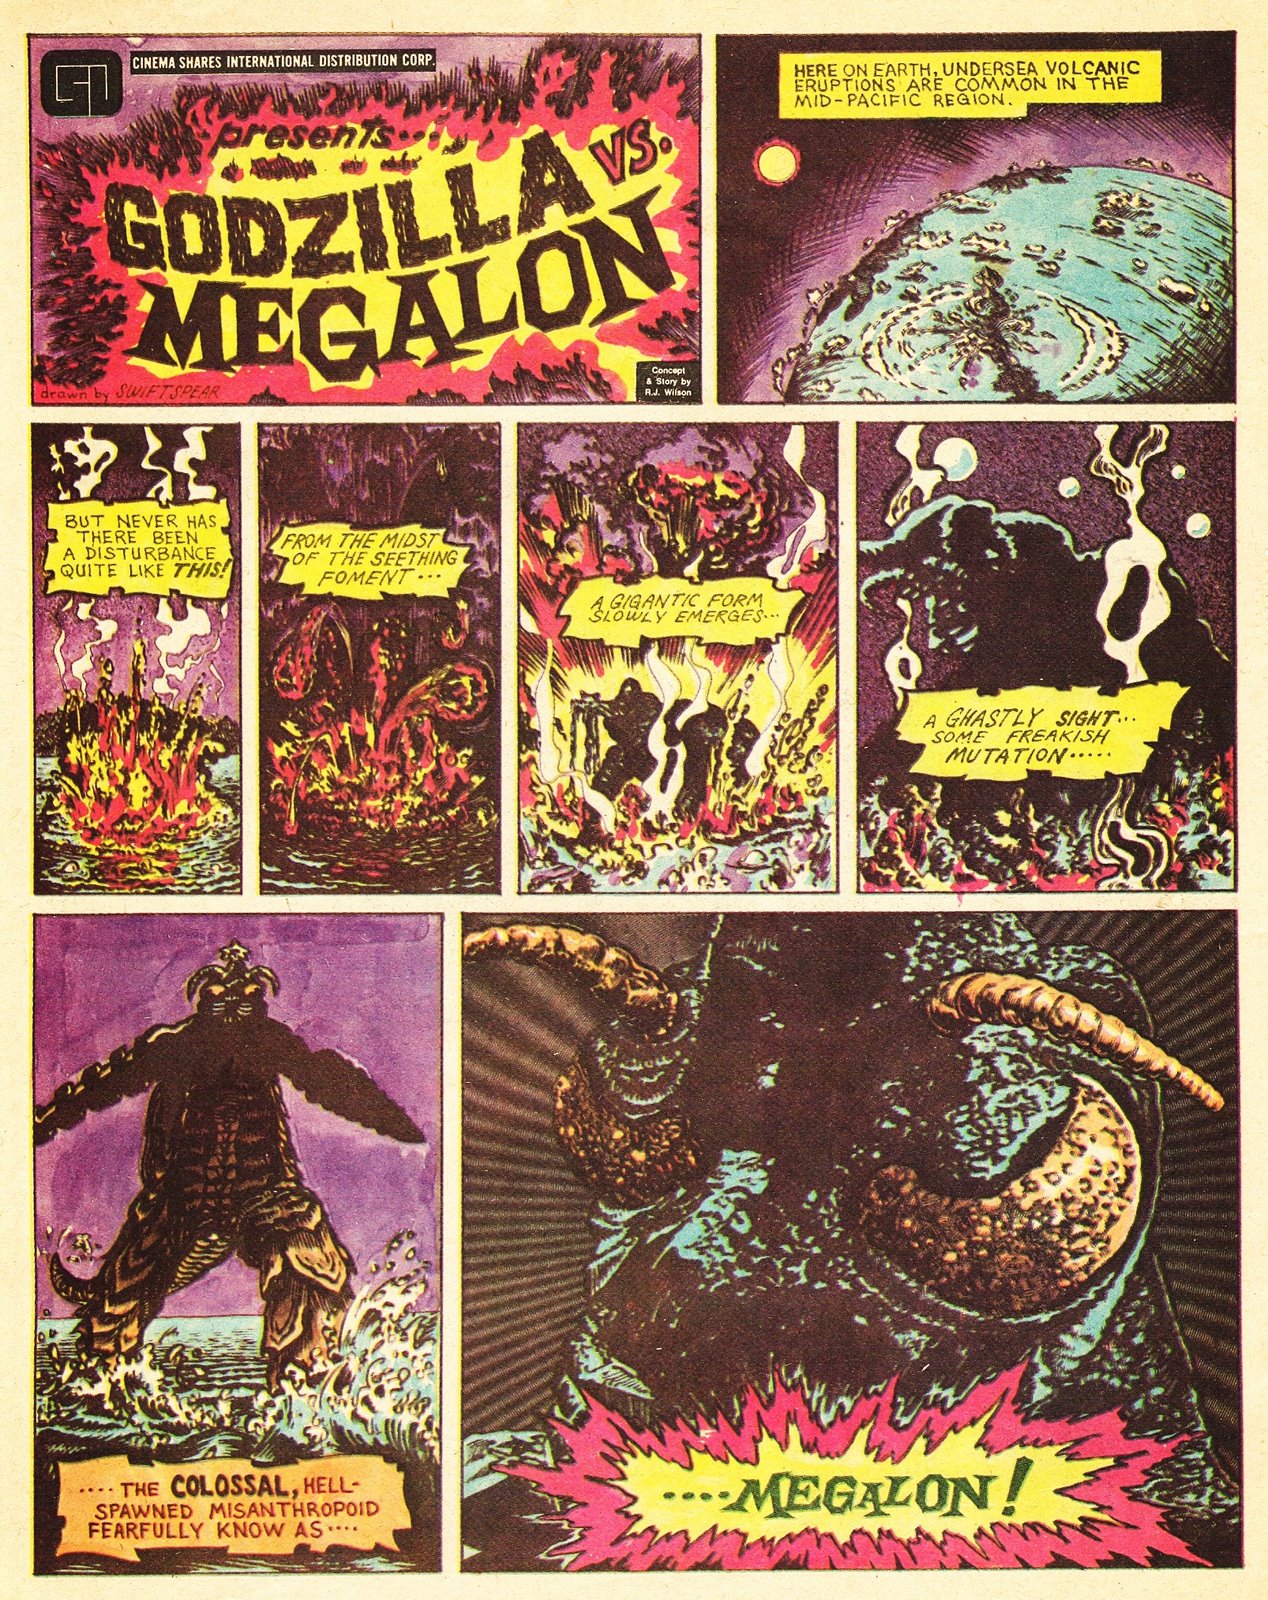 CINEMA SHARES INTERNATIONAL DISTRIBUTION CORP.
presents...
GODZILLA VS.
MEGALON
drawn by SWIFTSPEAR
Concept
& Story by
R.J. Wilson
HERE ON EARTH, UNDERSEA VOLCANIC
ERUPTIONS ARE COMMON IN THE
MID-PACIFIC REGION.
BUT NEVER HAS
THERE BEEN
A DISTURBANCE
QUITE LIKE THIS!
FROM THE MIDST
OF THE SEETHING
FOMENT...
A GIGANTIC FORM
SLOWLY EMERGES...
A GHASTLY SIGHT...
SOME FREAKISH
MUTATION.....
....THE COLOSSAL, HELL-
SPAWNED MISANTHROPOID
FEARFULLY KNOW AS....
....MEGALON!